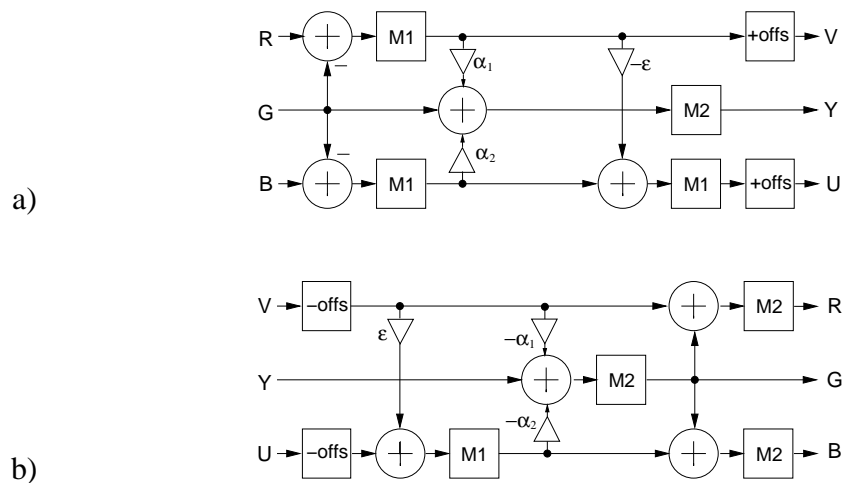 R M1 α₁ −ε +offs V
−
G M2 Y
−
B M1 α₂ M1 +offs U
a)
V −offs ε −α₁ M2 R
Y M2 G
U −offs M1 −α₂ M2 B
b)